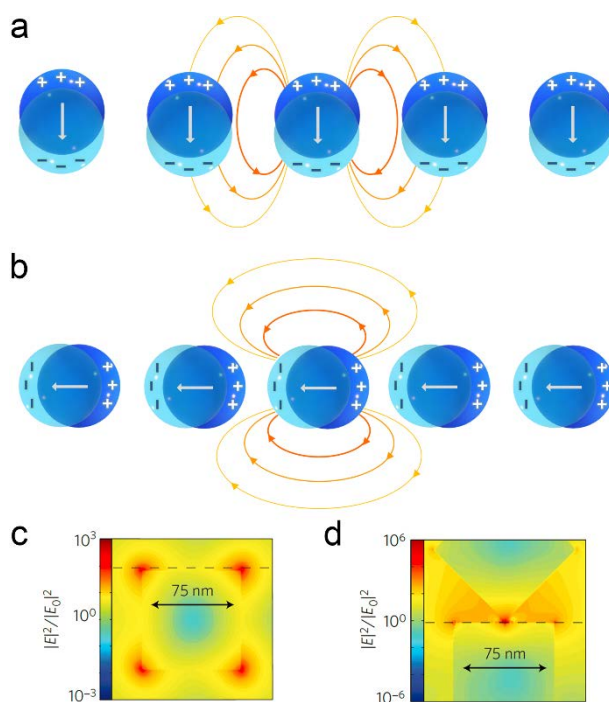 a
+ + +
+ + +
+ + +
+ + +
+ + +
- - -
- - -
- - -
- - -
- - -
b
- - - + + +
- - - + + +
- - - + + +
- - - + + +
- - - + + +
c
10³
10⁰
10⁻³
|E|²/|E₀|²
75 nm
d
10⁶
10⁰
10⁻⁶
|E|²/|E₀|²
75 nm